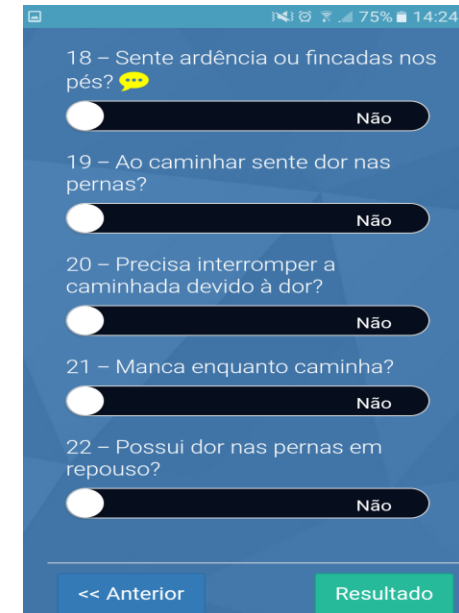 75% 14:24
18 – Sente ardência ou fincadas nos
pés?
Não
19 – Ao caminhar sente dor nas
pernas?
Não
20 – Precisa interromper a
caminhada devido à dor?
Não
21 – Manca enquanto caminha?
Não
22 – Possui dor nas pernas em
repouso?
Não
<< Anterior
Resultado